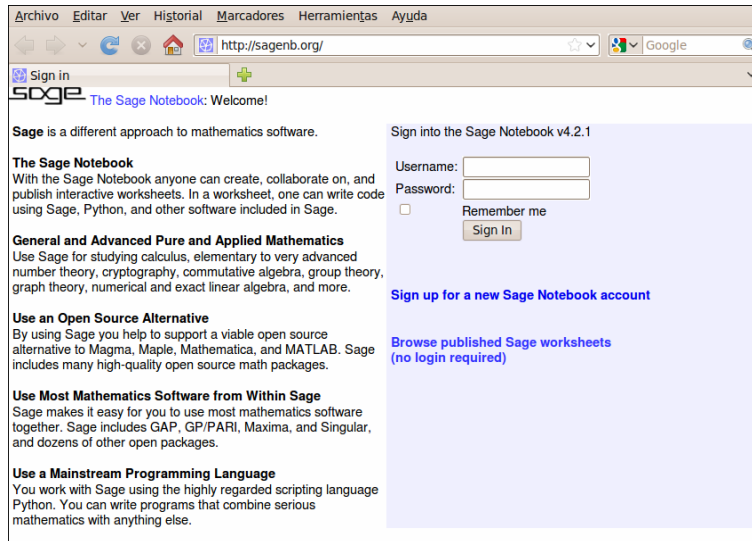 Archivo Editar Ver Historial Marcadores Herramientas Ayuda
http://sagenb.org/ Google
Sign in
sage The Sage Notebook: Welcome!
Sage is a different approach to mathematics software.
The Sage Notebook
With the Sage Notebook anyone can create, collaborate on, and
publish interactive worksheets. In a worksheet, one can write code
using Sage, Python, and other software included in Sage.
General and Advanced Pure and Applied Mathematics
Use Sage for studying calculus, elementary to very advanced
number theory, cryptography, commutative algebra, group theory,
graph theory, numerical and exact linear algebra, and more.
Use an Open Source Alternative
By using Sage you help to support a viable open source
alternative to Magma, Maple, Mathematica, and MATLAB. Sage
includes many high-quality open source math packages.
Use Most Mathematics Software from Within Sage
Sage makes it easy for you to use most mathematics software
together. Sage includes GAP, GP/PARI, Maxima, and Singular,
and dozens of other open packages.
Use a Mainstream Programming Language
You work with Sage using the highly regarded scripting language
Python. You can write programs that combine serious
mathematics with anything else.
Sign into the Sage Notebook v4.2.1
Username:
Password:
Remember me
Sign In
Sign up for a new Sage Notebook account
Browse published Sage worksheets
(no login required)